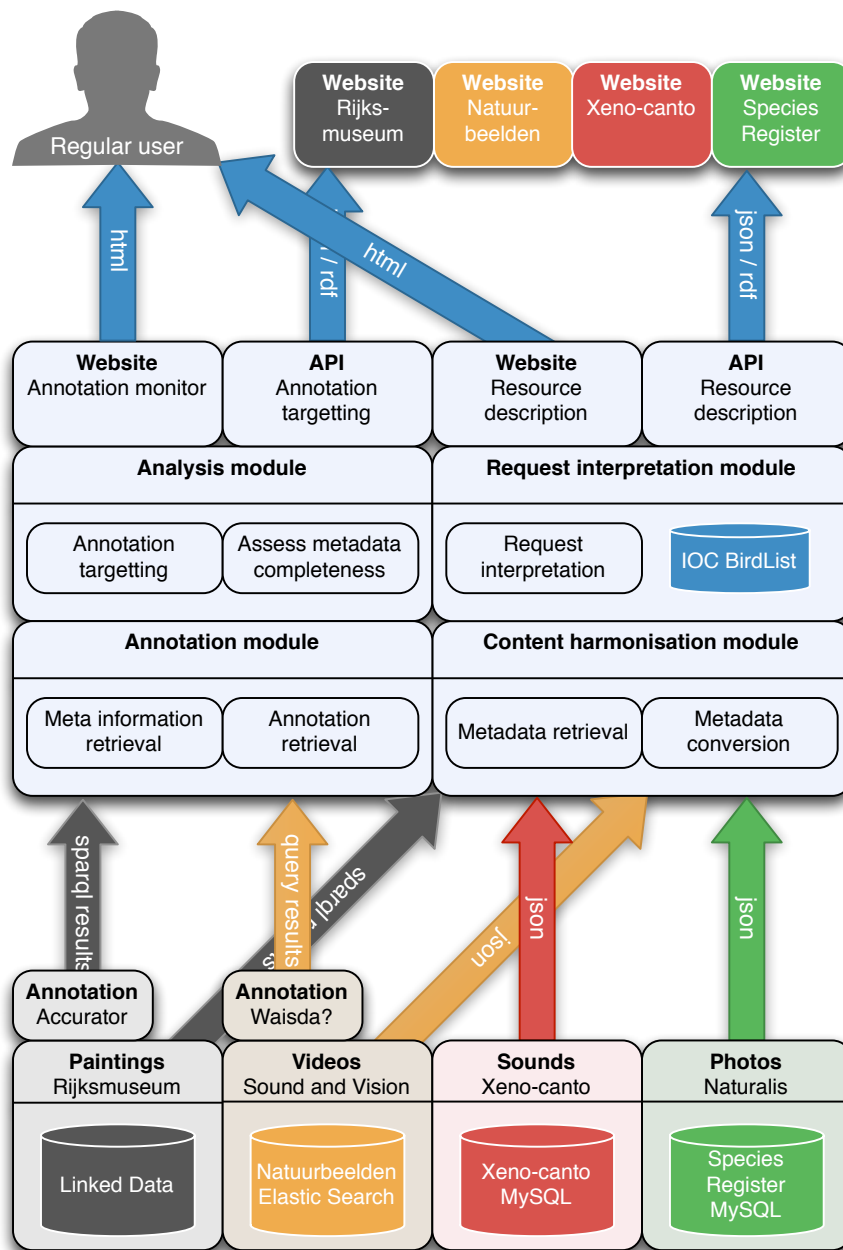 Regular user
Website
Rijks-
museum
Website
Natuur-
beelden
Website
Xeno-canto
Website
Species
Register
html
/ rdf
html
json / rdf
Website
Annotation monitor
API
Annotation
targetting
Website
Resource
description
API
Resource
description
Analysis module
Request interpretation module
Annotation
targetting
Assess metadata
completeness
Request
interpretation
IOC BirdList
Annotation module
Content harmonisation module
Meta information
retrieval
Annotation
retrieval
Metadata retrieval
Metadata
conversion
sparql results
query results
sparql
json
json
json
Annotation
Accurator
Annotation
Waisda?
Paintings
Rijksmuseum
Videos
Sound and Vision
Sounds
Xeno-canto
Photos
Naturalis
Linked Data
Natuurbeelden
Elastic Search
Xeno-canto
MySQL
Species
Register
MySQL